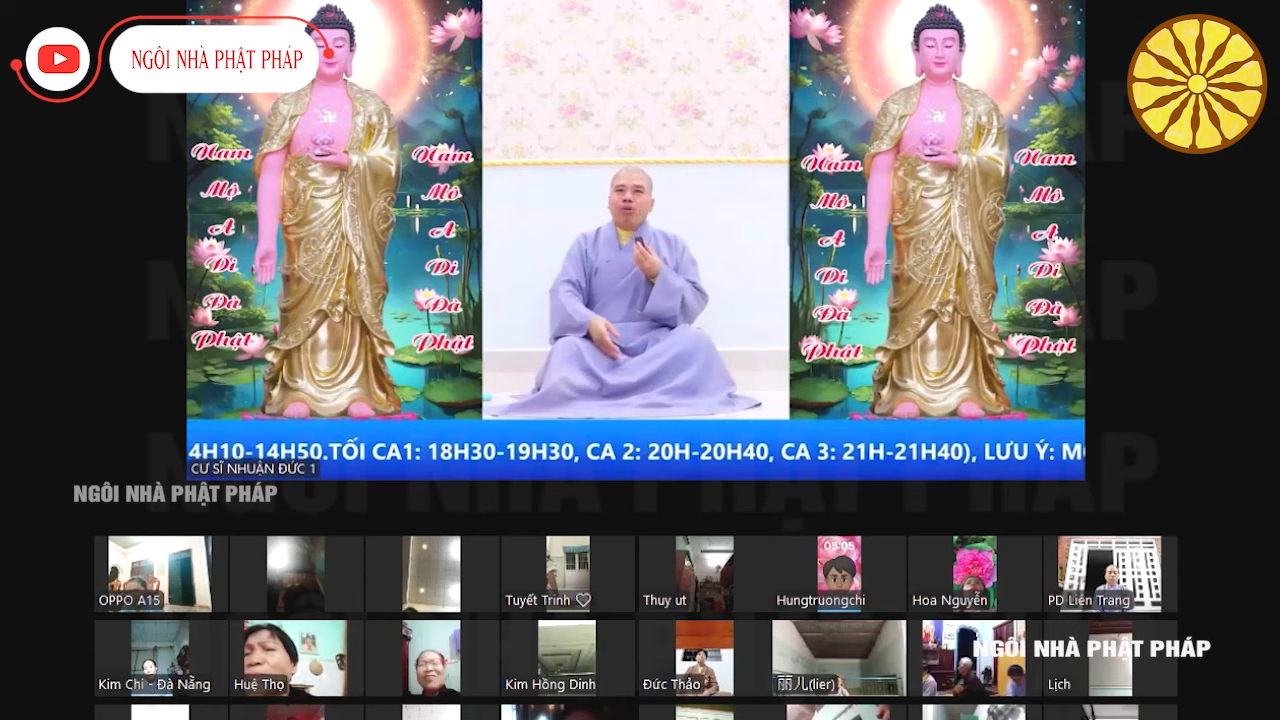 NGÔI NHÀ PHẬT PHÁP
Nam
Mô
A
Di
Đà
Phật
Nam
Mô
A
Di
Đà
Phật
Nam
Mô
A
Di
Đà
Phật
Nam
Mô
A
Di
Đà
Phật
4H10-14H50.TỐI CA1: 18H30-19H30, CA 2: 20H-20H40, CA 3: 21H-21H40), LƯU Ý:
CƯ SĨ NHUẬN ĐỨC 1
NGÔI NHÀ PHẬT PHÁP
NGÔI NHÀ PHẬT PHÁP
05:05
OPPO A15
Tuyết Trinh ♡
Thuy ut
Hungtruongchi
Hoa Nguyễn
PD Liên Trang
NGÔI NHÀ PHẬT PHÁP
Kim Chi - Đà Nẵng
Huệ Thọ
Kim Hồng Dinh
Đức Thảo
丽儿(lier)
Lịch